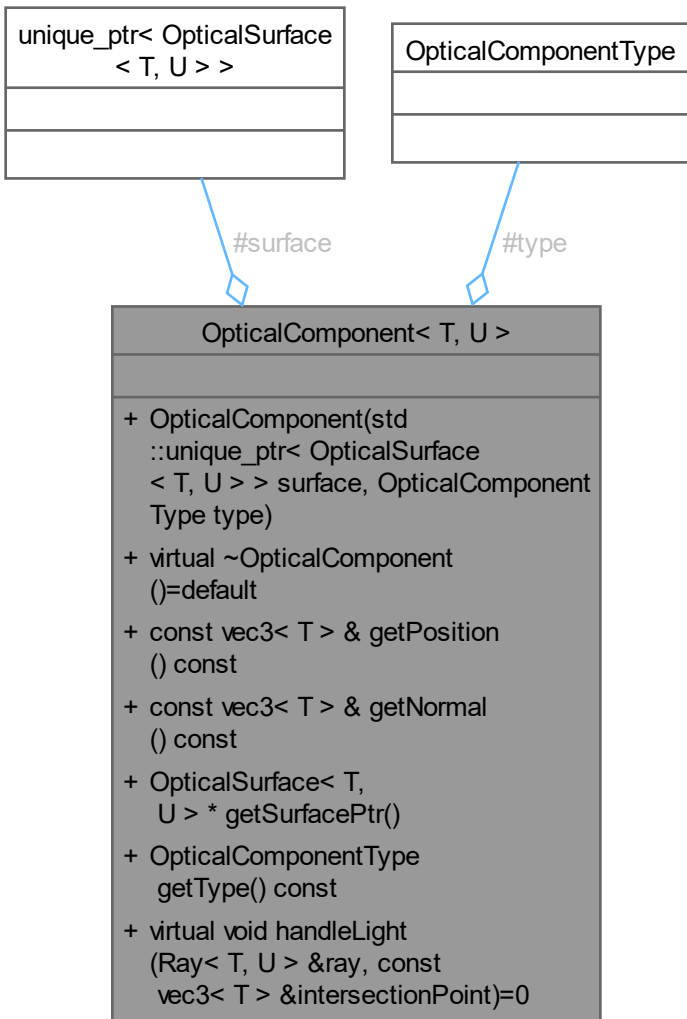 unique_ptr< OpticalSurface
< T, U > >
OpticalComponentType
#surface
#type
OpticalComponent< T, U >
+ OpticalComponent(std
::unique_ptr< OpticalSurface
< T, U > > surface, OpticalComponent
Type type)
+ virtual ~OpticalComponent
()=default
+ const vec3< T > & getPosition
() const
+ const vec3< T > & getNormal
() const
+ OpticalSurface< T,
U > * getSurfacePtr()
+ OpticalComponentType
getType() const
+ virtual void handleLight
(Ray< T, U > &ray, const
vec3< T > &intersectionPoint)=0